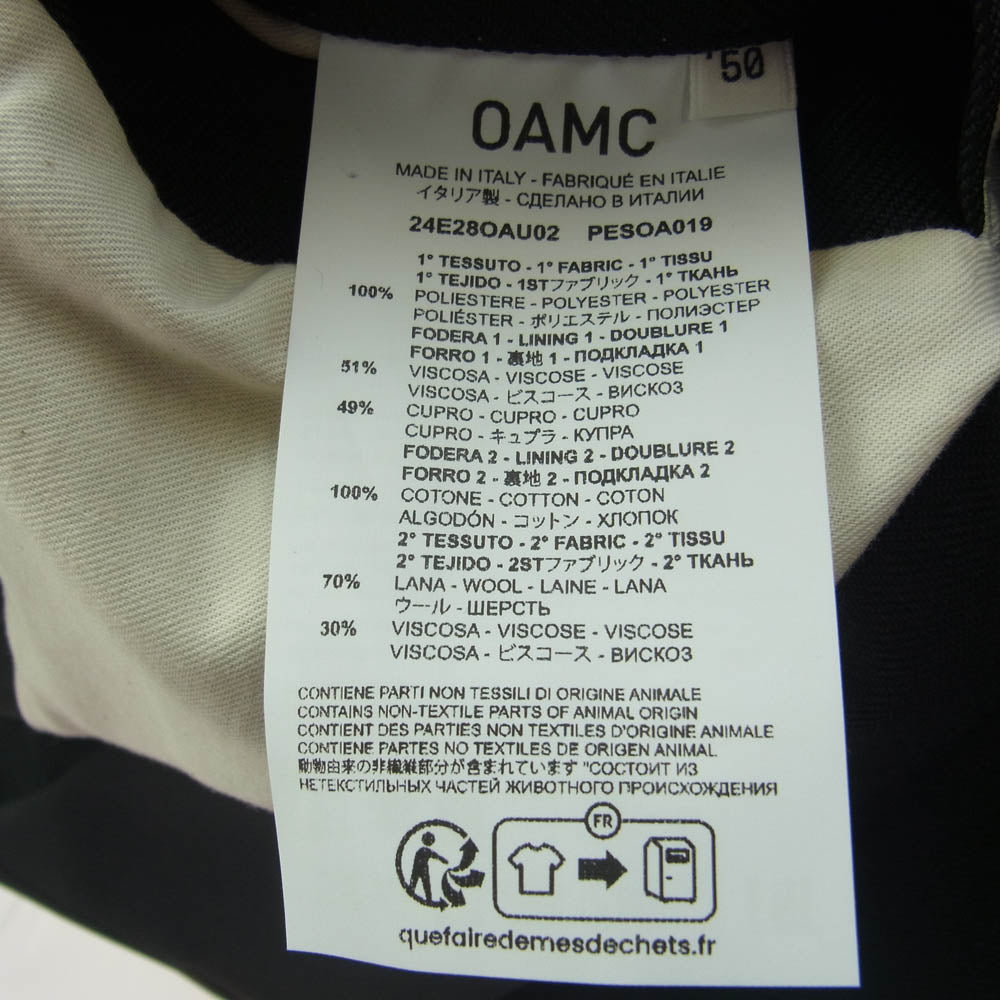 '50
OAMC
MADE IN ITALY - FABRIQUÉ EN ITALIE
イタリア製 - СДЕЛАНО В ИТАЛИИ
24E28OAU02 PESOA019
1° TESSUTO - 1° FABRIC - 1° TISSU
1° TEJIDO - 1STファブリック - 1° ТКАНЬ
100% POLIESTERE - POLYESTER - POLYESTER
POLIÉSTER - ポリエステル - ПОЛИЭСТЕР
FODERA 1 - LINING 1 - DOUBLURE 1
FORRO 1 - 裏地 1 - ПОДКЛАДКА 1
51% VISCOSA - VISCOSE - VISCOSE
VISCOSA - ビスコース - ВИСКОЗ
49% CUPRO - CUPRO - CUPRO
CUPRO - キュプラ - КУПРА
FODERA 2 - LINING 2 - DOUBLURE 2
FORRO 2 - 裏地 2 - ПОДКЛАДКА 2
100% COTONE - COTTON - COTON
ALGODÓN - コットン - ХЛОПОК
2° TESSUTO - 2° FABRIC - 2° TISSU
2° TEJIDO - 2STファブリック - 2° ТКАНЬ
70% LANA - WOOL - LAINE - LANA
ウール - ШЕРСТЬ
30% VISCOSA - VISCOSE - VISCOSE
VISCOSA - ビスコース - ВИСКОЗ
CONTIENE PARTI NON TESSILI DI ORIGINE ANIMALE
CONTAINS NON-TEXTILE PARTS OF ANIMAL ORIGIN
CONTIENT DES PARTIES NON TEXTILES D'ORIGINE ANIMALE
CONTIENE PARTES NO TEXTILES DE ORIGEN ANIMAL
動物由来の非繊維部分が含まれています "СОСТОИТ ИЗ
НЕТЕКСТИЛЬНЫХ ЧАСТЕЙ ЖИВОТНОГО ПРОИСХОЖДЕНИЯ
FR
quefairedemesdechets.fr